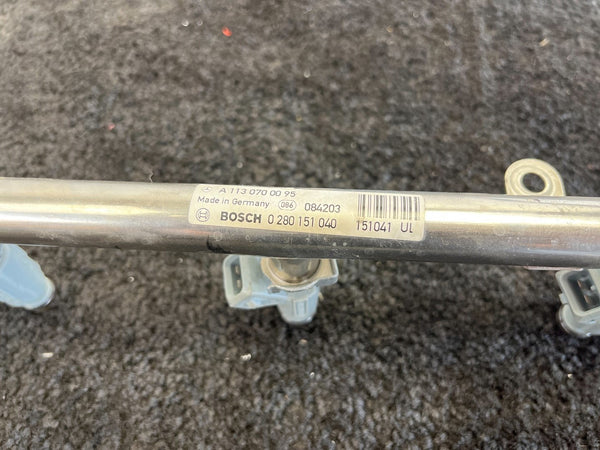 A 113 070 00 95
Made in Germany 086 084203
BOSCH 0 280 151 040 151041 UL